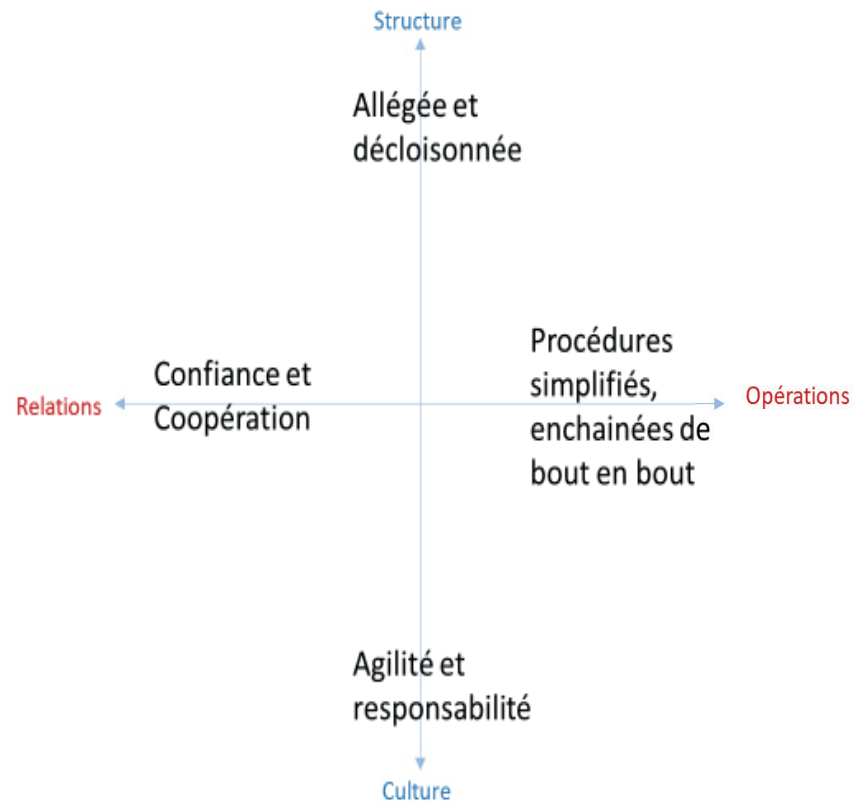 Structure
Allégée et
décloisonnée
Procédures
simplifiés,
enchainées de
bout en bout
Confiance et
Coopération
Relations
Opérations
Agilité et
responsabilité
Culture